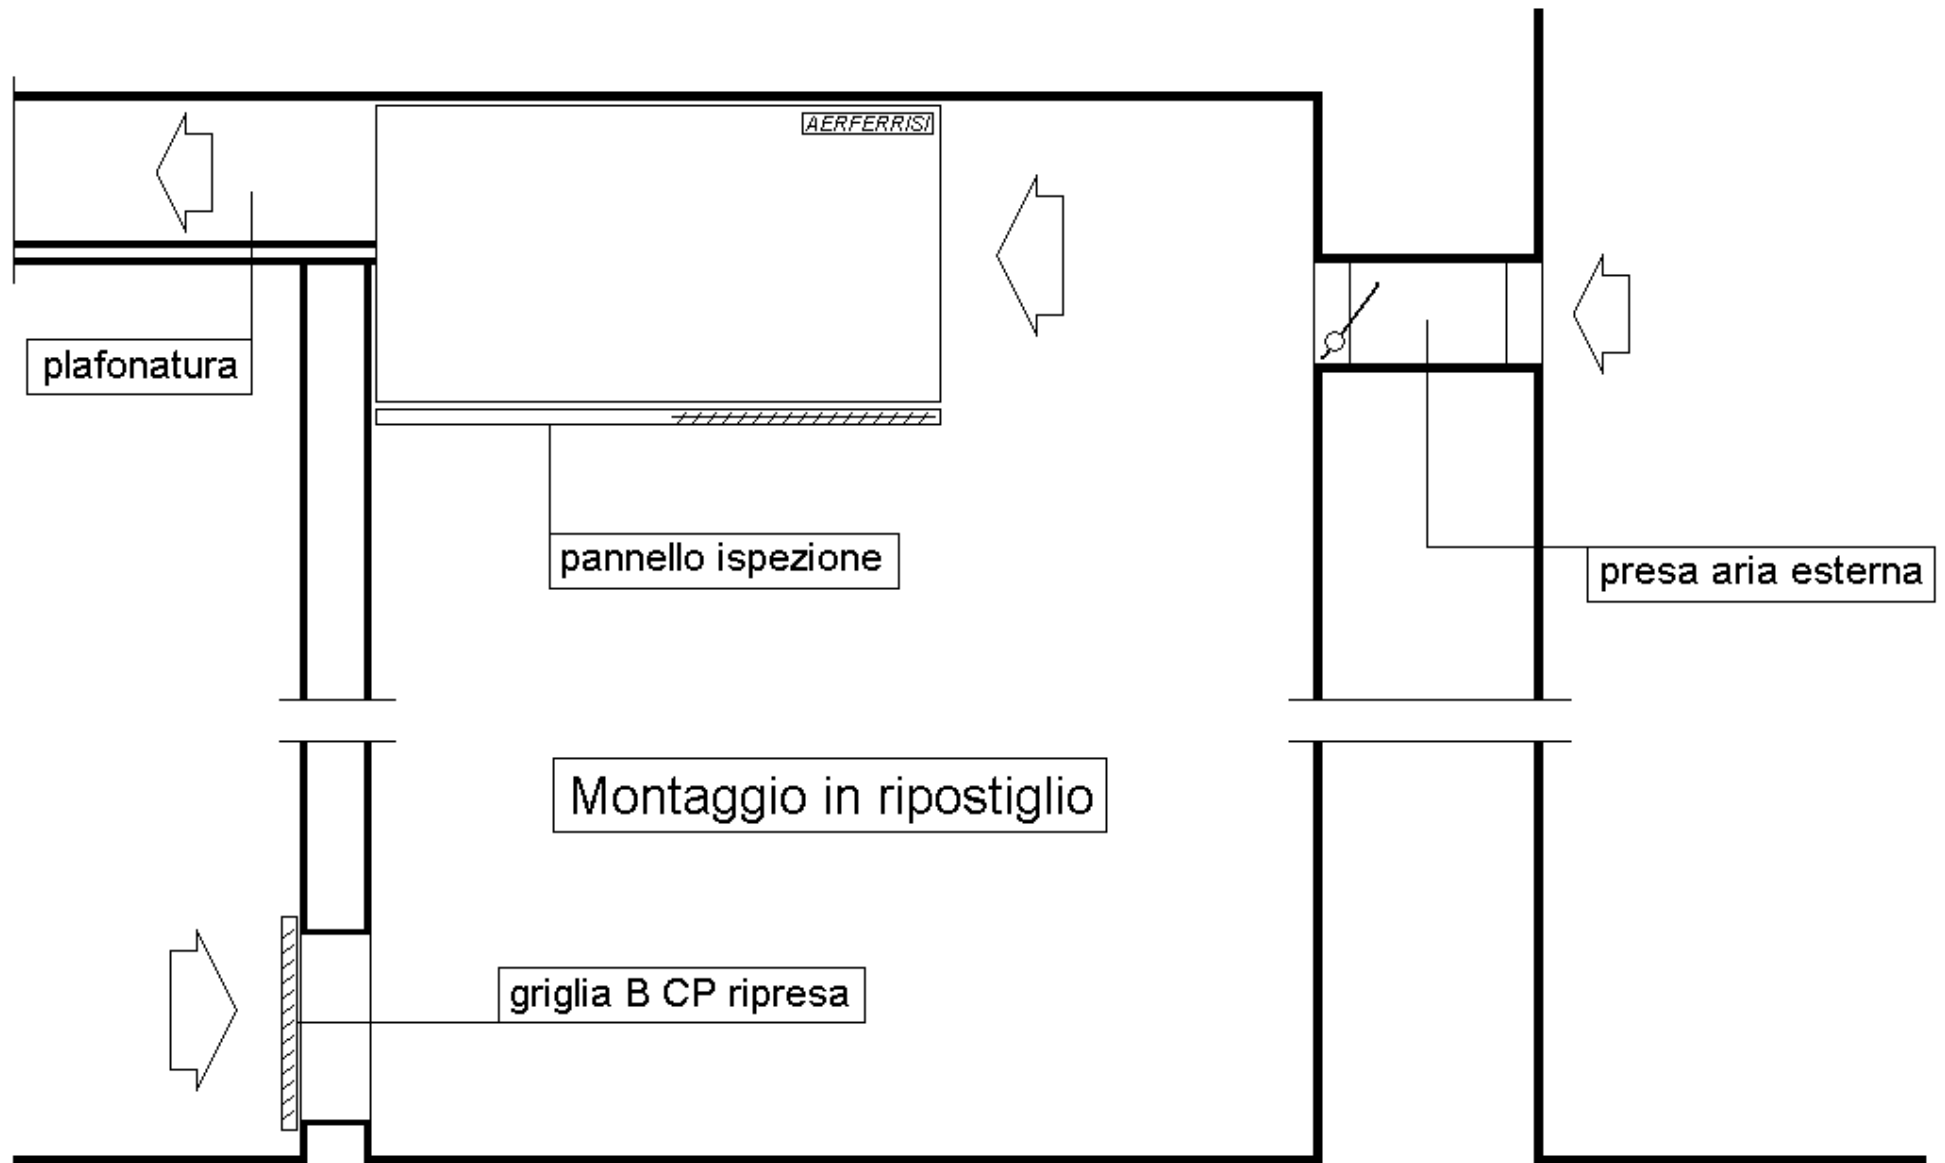 AERFERRISI
plafonatura
pannello ispezione
presa aria esterna
Montaggio in ripostiglio
griglia B CP ripresa